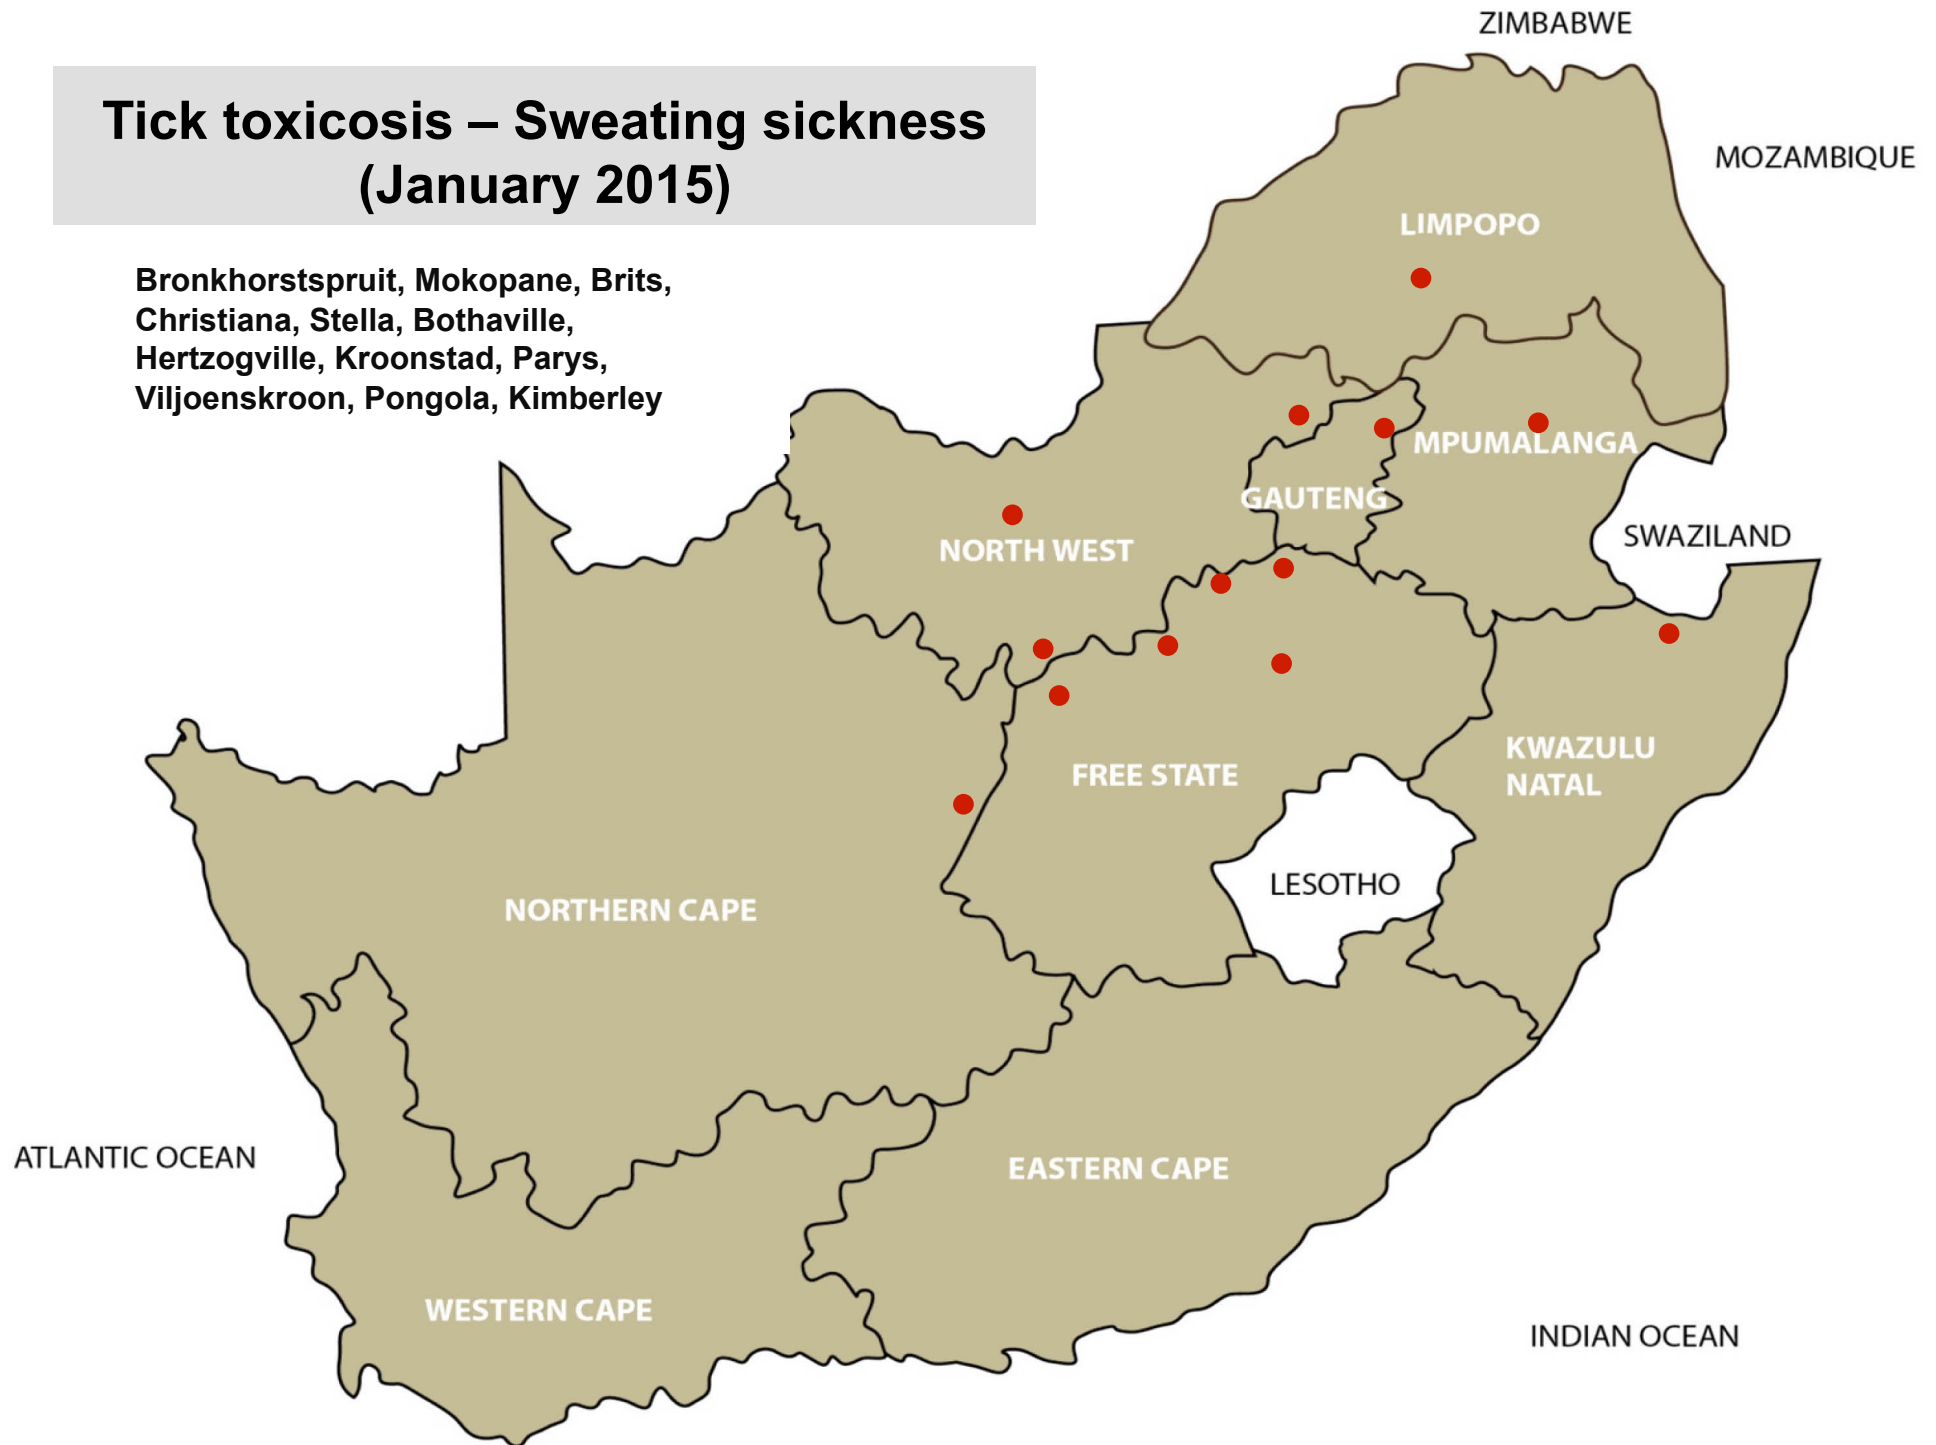 ZIMBABWE
Tick toxicosis – Sweating sickness
(January 2015)
MOZAMBIQUE
LIMPOPO
Bronkhorstspruit, Mokopane, Brits,
Christiana, Stella, Bothaville,
Hertzogville, Kroonstad, Parys,
Viljoenskroon, Pongola, Kimberley
MPUMALANGA
GAUTENG
SWAZILAND
NORTH WEST
KWAZULU
NATAL
FREE STATE
LESOTHO
NORTHERN CAPE
ATLANTIC OCEAN
EASTERN CAPE
WESTERN CAPE
INDIAN OCEAN